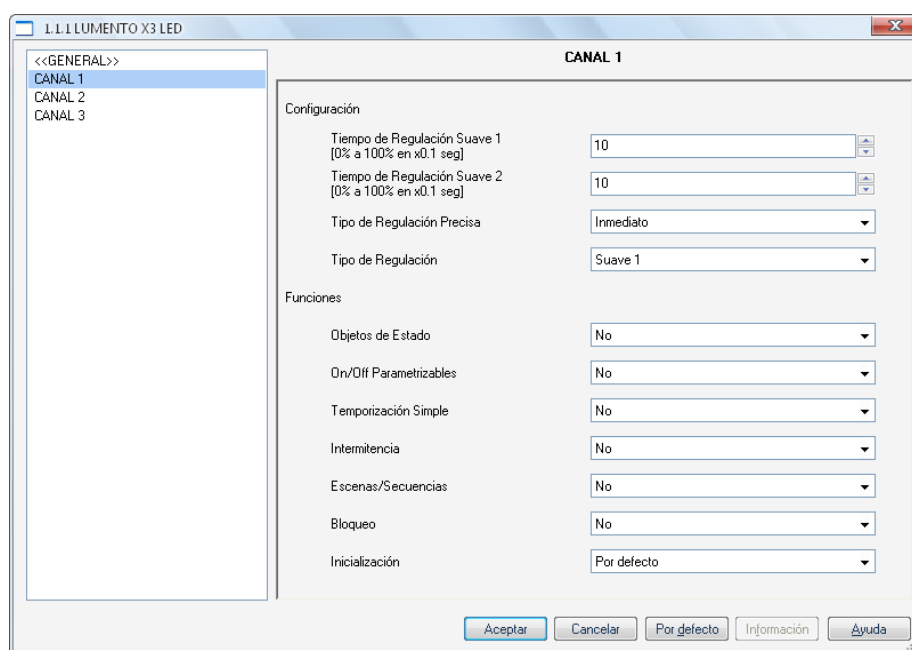 1.1.1 LUMENTO X3 LED
<<GENERAL>>
CANAL 1
CANAL 2
CANAL 3
CANAL 1
Configuración
Tiempo de Regulación Suave 1
[0% a 100% en x0.1 seg]
10
Tiempo de Regulación Suave 2
[0% a 100% en x0.1 seg]
10
Tipo de Regulación Precisa
Inmediato
Tipo de Regulación
Suave 1
Funciones
Objetos de Estado
No
On/Off Parametrizables
No
Temporización Simple
No
Intermitencia
No
Escenas/Secuencias
No
Bloqueo
No
Inicialización
Por defecto
Aceptar
Cancelar
Por defecto
Información
Ayuda